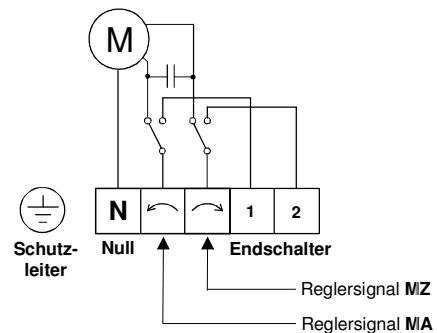 M
N 1 2
Schutz-
leiter
Null
Endschalter
Reglersignal MZ
Reglersignal MA